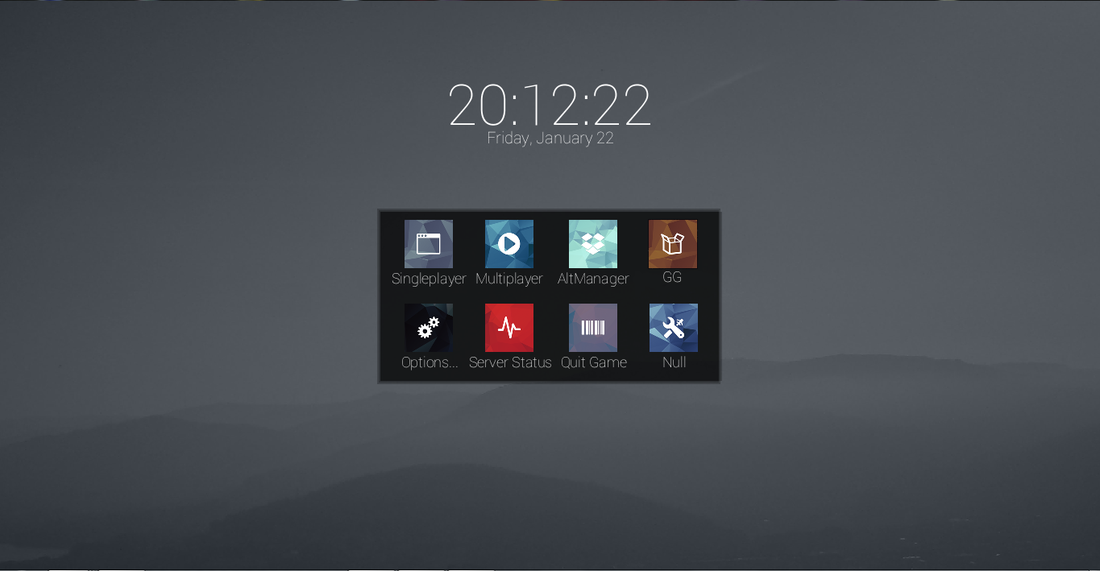 20:12:22
Friday, January 22
Singleplayer Multiplayer AltManager GG
Options... Server Status Quit Game Null